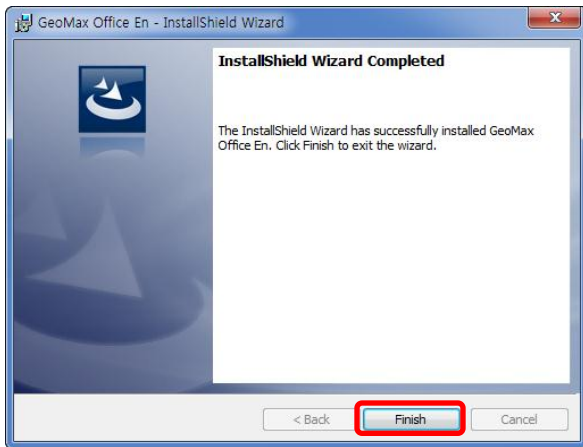 GeoMax Office En - InstallShield Wizard
InstallShield Wizard Completed
The InstallShield Wizard has successfully installed GeoMax
Office En. Click Finish to exit the wizard.
< Back
Finish
Cancel